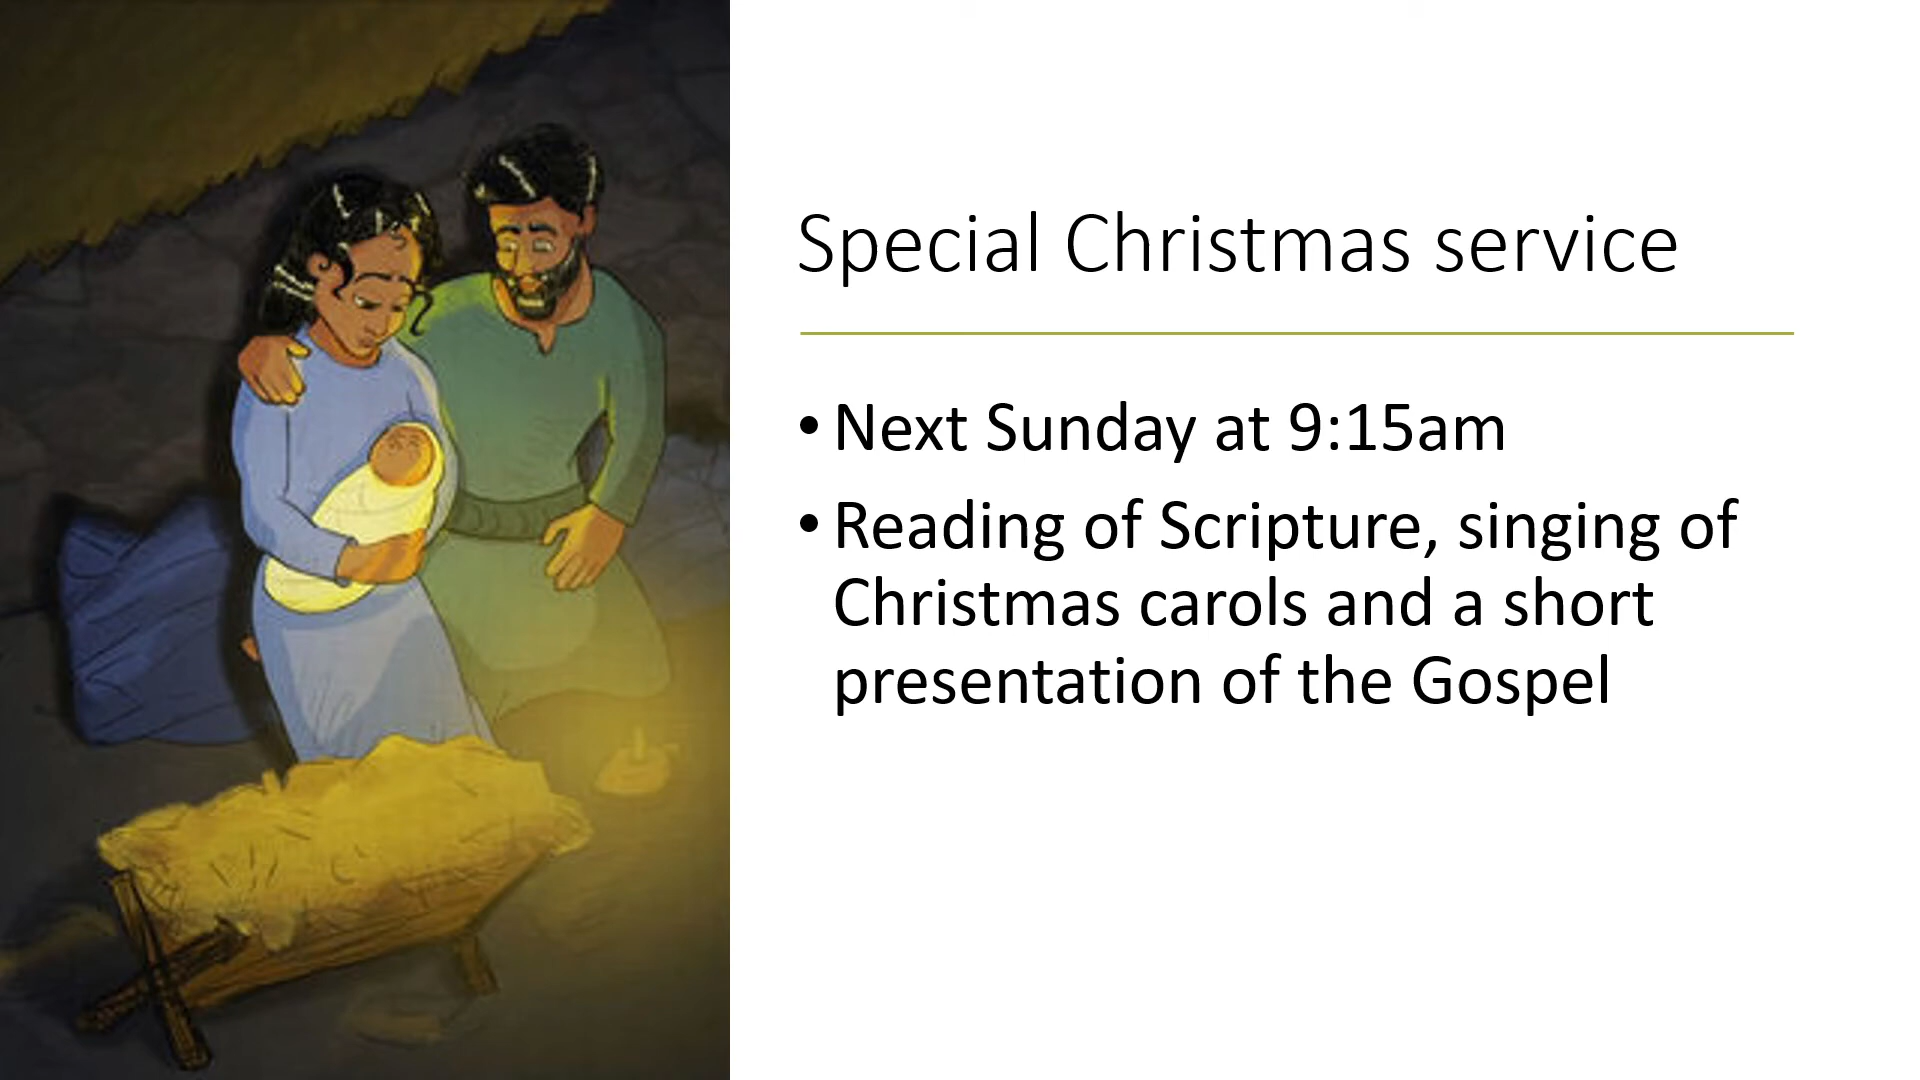 Special Christmas service
• Next Sunday at 9:15am
• Reading of Scripture, singing of
Christmas carols and a short
presentation of the Gospel